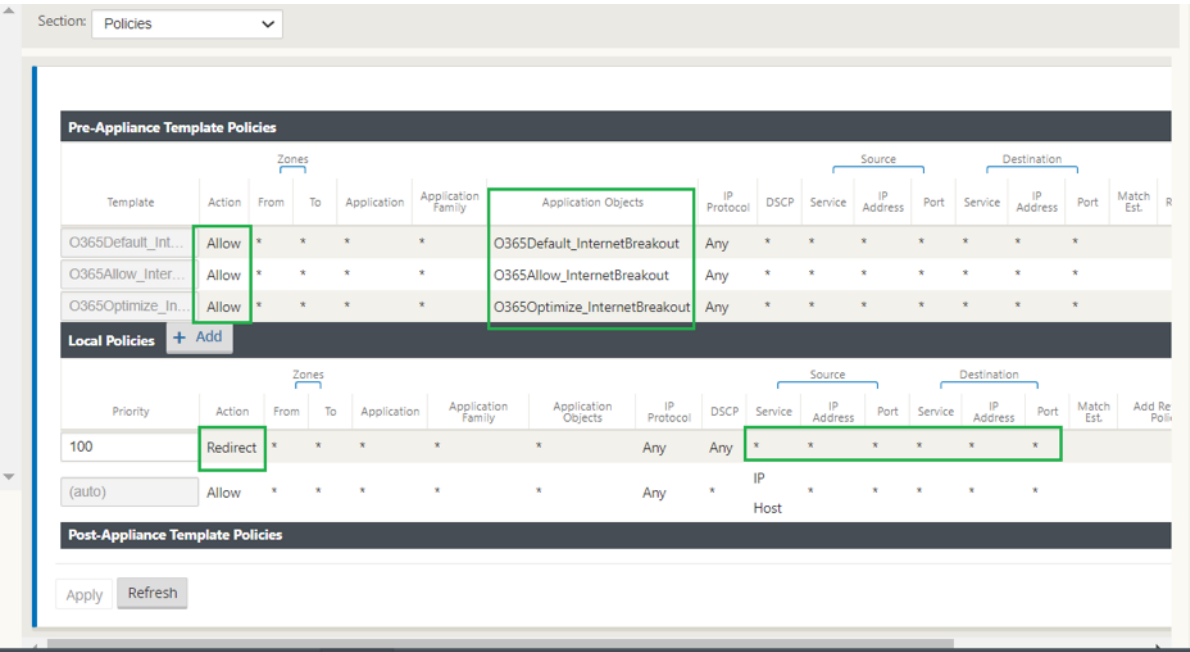 Section: Policies
Pre-Appliance Template Policies
Zones Source Destination
Template Action From To Application Application Family Application Objects IP Protocol DSCP Service IP Address Port Service IP Address Port Match Est. R
O365Default_Int... Allow * * * * O365Default_InternetBreakout Any * * * * * * *
O365Allow_Inter... Allow * * * * O365Allow_InternetBreakout Any * * * * * * *
O365Optimize_In... Allow * * * * O365Optimize_InternetBreakout Any * * * * * * *
Local Policies + Add
Zones Source Destination
Priority Action From To Application Application Family Application Objects IP Protocol DSCP Service IP Address Port Service IP Address Port Match Est. Add Re Poli
100 Redirect * * * * * Any Any * * * * * *
(auto) Allow * * * * * Any * IP Host * * * * *
Post-Appliance Template Policies
Apply Refresh